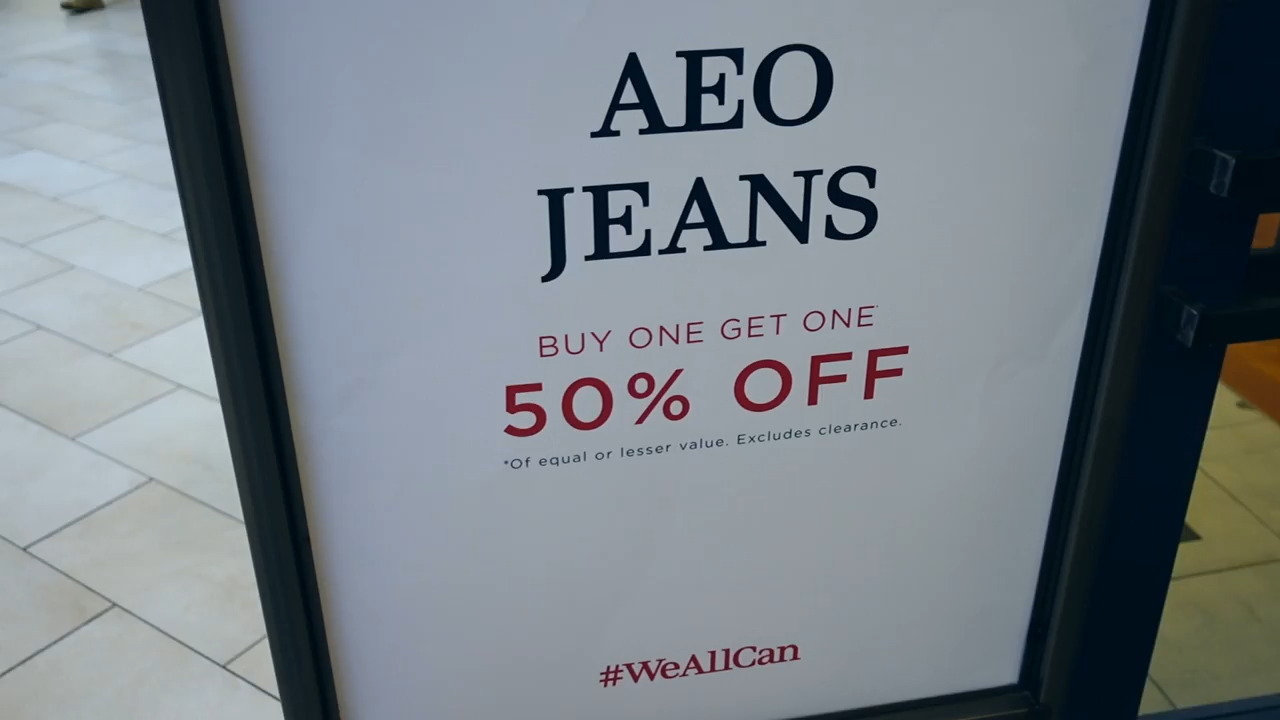 AEO
JEANS
BUY ONE GET ONE*
50% OFF
*Of equal or lesser value. Excludes clearance.
#WeAllCan